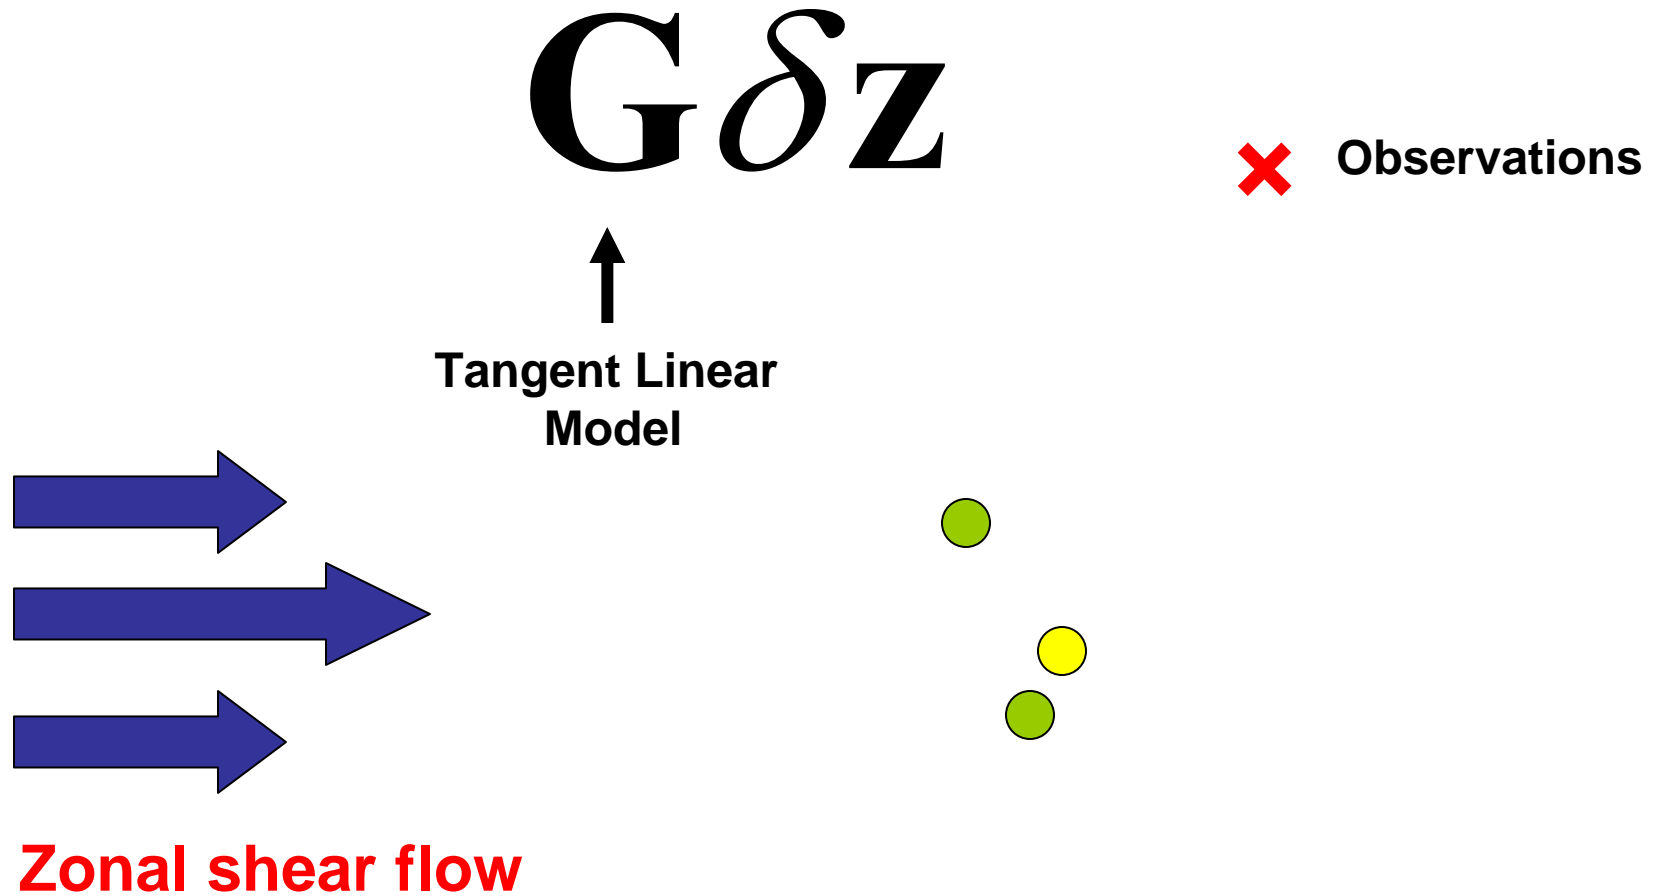 Gδz
Observations
Tangent Linear
Model
Zonal shear flow